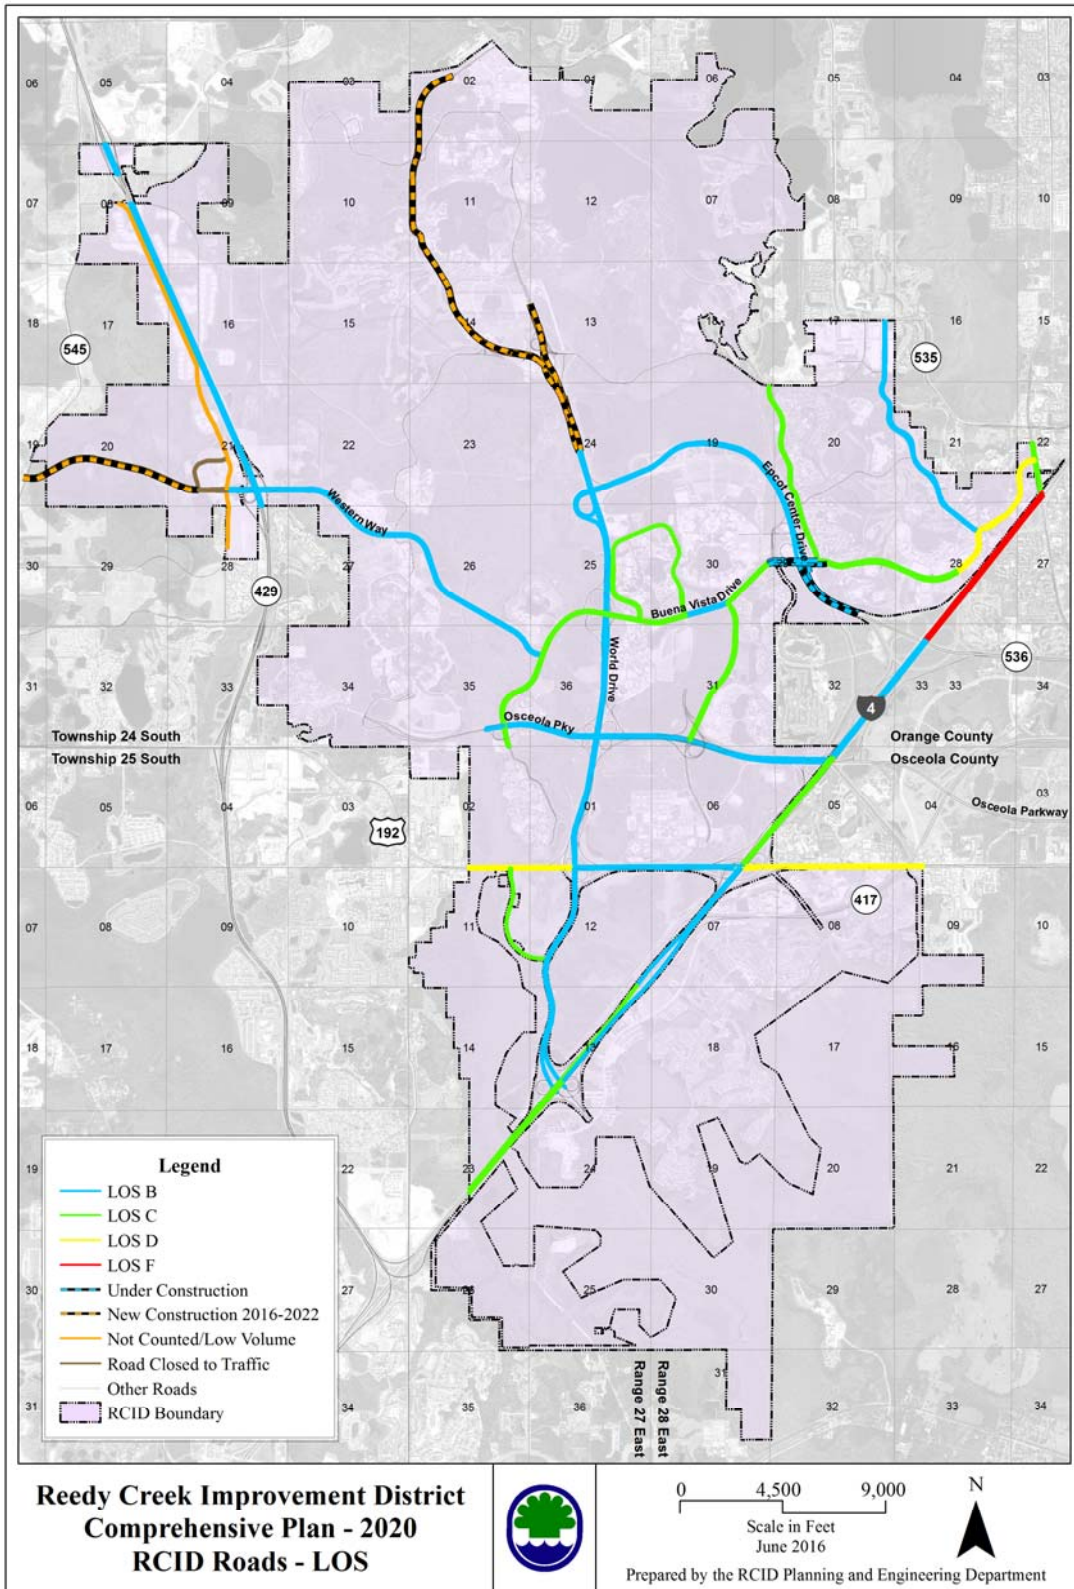 06 05 04 03 02 01 06 05 04 03
07 08 09 10 11 12 07 08 09 10
18 17 16 15 14 13 18 17 16 15
545
535
19 20 21 22 23 24 19 20 21 22
Epcot Center Drive
Western Way
30 29 28 27 26 25 30 28 27
429
Buena Vista Drive
World Drive
536
31 32 33 34 35 36 31 32 33 33 34
4
Osceola Pky
Township 24 South
Orange County
Township 25 South
Osceola County
06 05 04 03 02 01 06 05 04 03
Osceola Parkway
192
417
07 08 09 10 11 12 07 08 09 10
18 17 16 15 14 13 18 17 16 15
19 22 23 24 19 20 21 22
30 27 26 25 30 28 27
31 34 35 36 31 32 33 34
Range 27 East
Range 28 East
Legend
LOS B
LOS C
LOS D
LOS F
Under Construction
New Construction 2016-2022
Not Counted/Low Volume
Road Closed to Traffic
Other Roads
RCID Boundary
Reedy Creek Improvement District
Comprehensive Plan - 2020
RCID Roads - LOS
0 4,500 9,000
Scale in Feet
June 2016
N
Prepared by the RCID Planning and Engineering Department